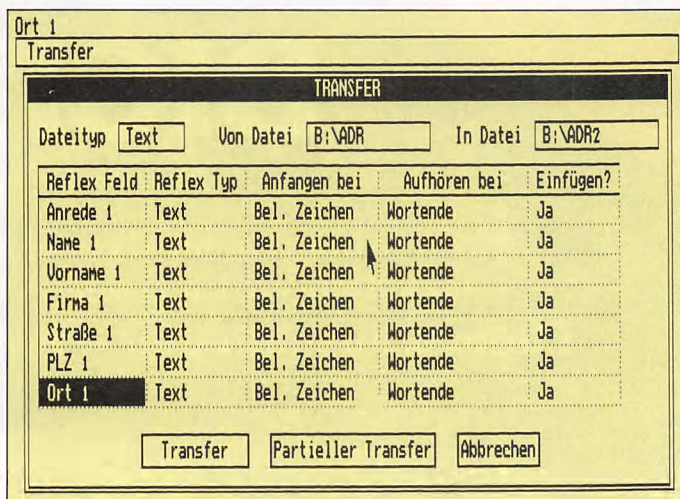 Ort 1
Transfer
TRANSFER
Dateityp Text Von Datei B:\ADR In Datei B:\ADR2
Reflex Feld Reflex Typ Anfangen bei Aufhören bei Einfügen?
Anrede 1 Text Bel. Zeichen Wortende Ja
Name 1 Text Bel. Zeichen Wortende Ja
Vorname 1 Text Bel. Zeichen Wortende Ja
Firma 1 Text Bel. Zeichen Wortende Ja
Straße 1 Text Bel. Zeichen Wortende Ja
PLZ 1 Text Bel. Zeichen Wortende Ja
Ort 1 Text Bel. Zeichen Wortende Ja
Transfer Partieller Transfer Abbrechen